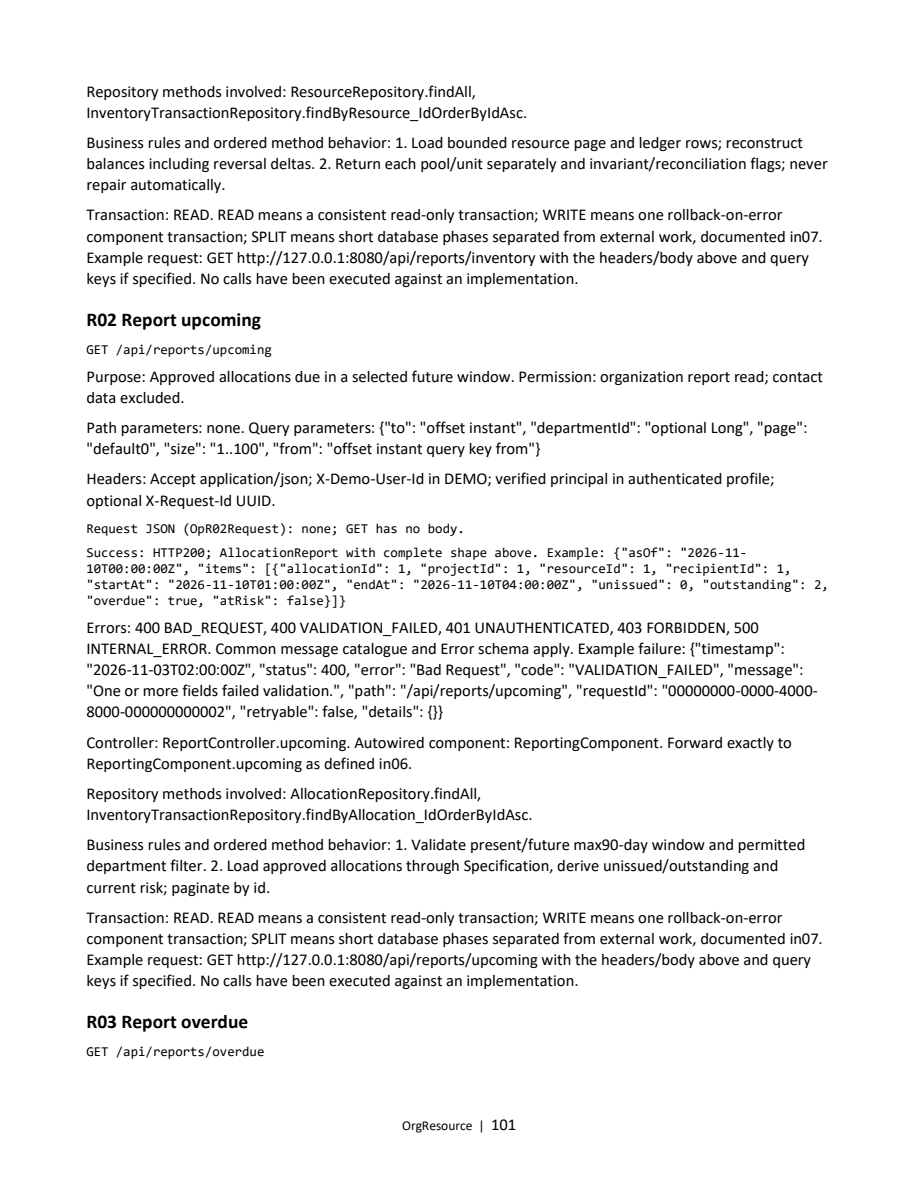 Repository methods involved: ResourceRepository.findAll,
InventoryTransactionRepository.findByResource_IdOrderByIdAsc.
Business rules and ordered method behavior: 1. Load bounded resource page and ledger rows; reconstruct
balances including reversal deltas. 2. Return each pool/unit separately and invariant/reconciliation flags; never
repair automatically.
Transaction: READ. READ means a consistent read-only transaction; WRITE means one rollback-on-error
component transaction; SPLIT means short database phases separated from external work, documented in07.
Example request: GET http://127.0.0.1:8080/api/reports/inventory with the headers/body above and query
keys if specified. No calls have been executed against an implementation.
R02 Report upcoming
GET /api/reports/upcoming
Purpose: Approved allocations due in a selected future window. Permission: organization report read; contact
data excluded.
Path parameters: none. Query parameters: {"to": "offset instant", "departmentId": "optional Long", "page":
"default0", "size": "1..100", "from": "offset instant query key from"}
Headers: Accept application/json; X-Demo-User-Id in DEMO; verified principal in authenticated profile;
optional X-Request-Id UUID.
Request JSON (OpR02Request): none; GET has no body.
Success: HTTP200; AllocationReport with complete shape above. Example: {"asOf": "2026-11-
10T00:00:00Z", "items": [{"allocationId": 1, "projectId": 1, "resourceId": 1, "recipientId": 1,
"startAt": "2026-11-10T01:00:00Z", "endAt": "2026-11-10T04:00:00Z", "unissued": 0, "outstanding": 2,
"overdue": true, "atRisk": false}]}
Errors: 400 BAD_REQUEST, 400 VALIDATION_FAILED, 401 UNAUTHENTICATED, 403 FORBIDDEN, 500
INTERNAL_ERROR. Common message catalogue and Error schema apply. Example failure: {"timestamp":
"2026-11-03T02:00:00Z", "status": 400, "error": "Bad Request", "code": "VALIDATION_FAILED", "message":
"One or more fields failed validation.", "path": "/api/reports/upcoming", "requestId": "00000000-0000-4000-
8000-000000000002", "retryable": false, "details": {}}
Controller: ReportController.upcoming. Autowired component: ReportingComponent. Forward exactly to
ReportingComponent.upcoming as defined in06.
Repository methods involved: AllocationRepository.findAll,
InventoryTransactionRepository.findByAllocation_IdOrderByIdAsc.
Business rules and ordered method behavior: 1. Validate present/future max90-day window and permitted
department filter. 2. Load approved allocations through Specification, derive unissued/outstanding and
current risk; paginate by id.
Transaction: READ. READ means a consistent read-only transaction; WRITE means one rollback-on-error
component transaction; SPLIT means short database phases separated from external work, documented in07.
Example request: GET http://127.0.0.1:8080/api/reports/upcoming with the headers/body above and query
keys if specified. No calls have been executed against an implementation.
R03 Report overdue
GET /api/reports/overdue
OrgResource | 101